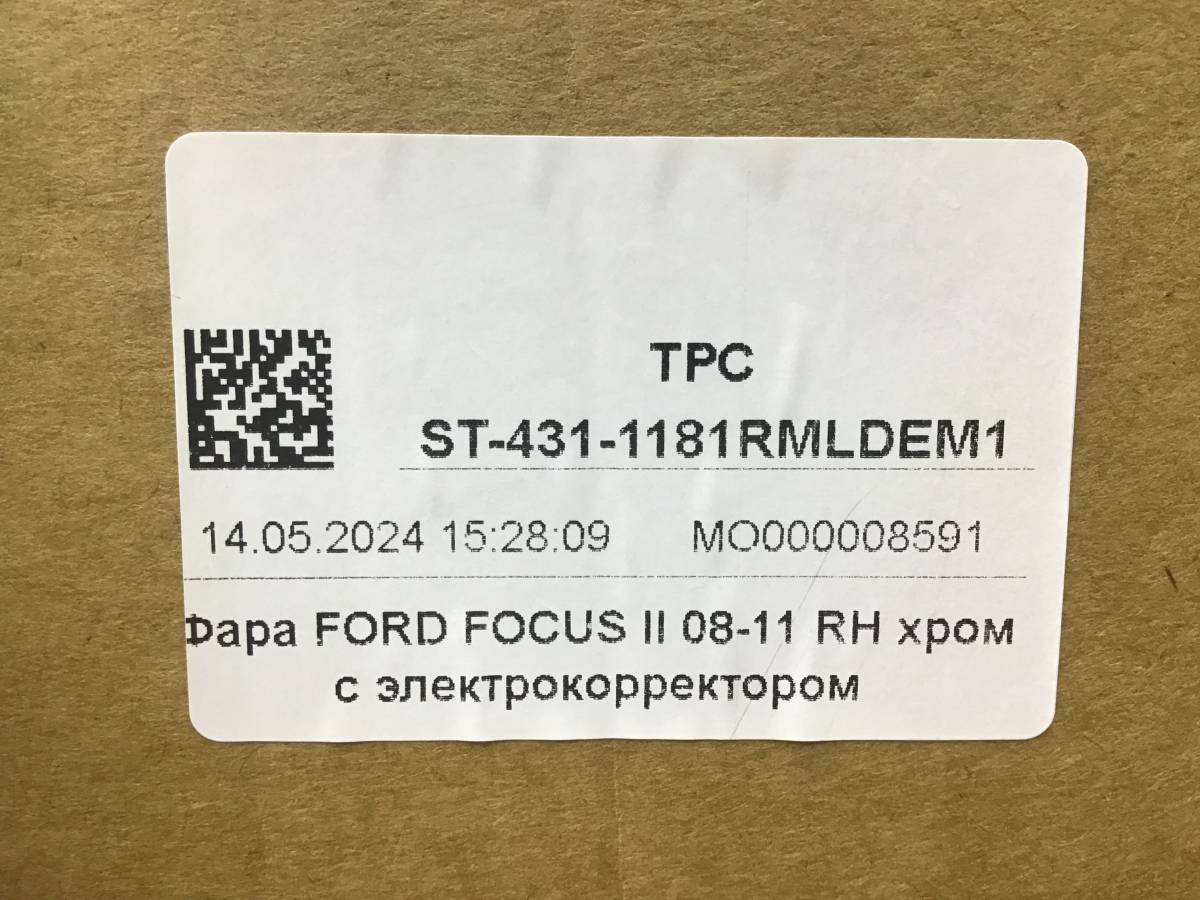 TPC
ST-431-1181RMLDEM1
14.05.2024 15:28:09 МО000008591
Фара FORD FOCUS II 08-11 RH хром
с электрокорректором